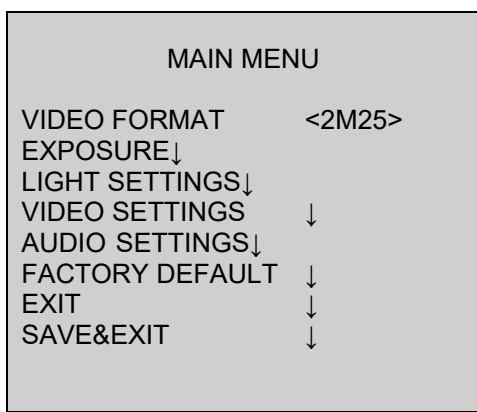 MAIN MENU
VIDEO FORMAT <2M25>
EXPOSURE↓
LIGHT SETTINGS↓
VIDEO SETTINGS ↓
AUDIO SETTINGS↓
FACTORY DEFAULT ↓
EXIT ↓
SAVE&EXIT ↓